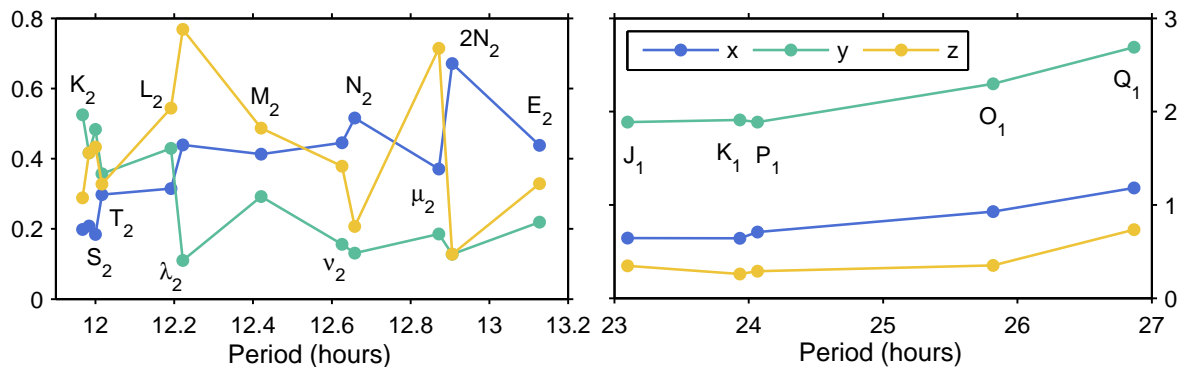 0.8
0.6
0.4
0.2
0
K₂
S₂
T₂
L₂
λ₂
M₂
N₂
ν₂
μ₂
2N₂
E₂
12 12.2 12.4 12.6 12.8 13 13.2
Period (hours)
x y z
J₁
K₁
P₁
O₁
Q₁
3
2
1
0
23 24 25 26 27
Period (hours)